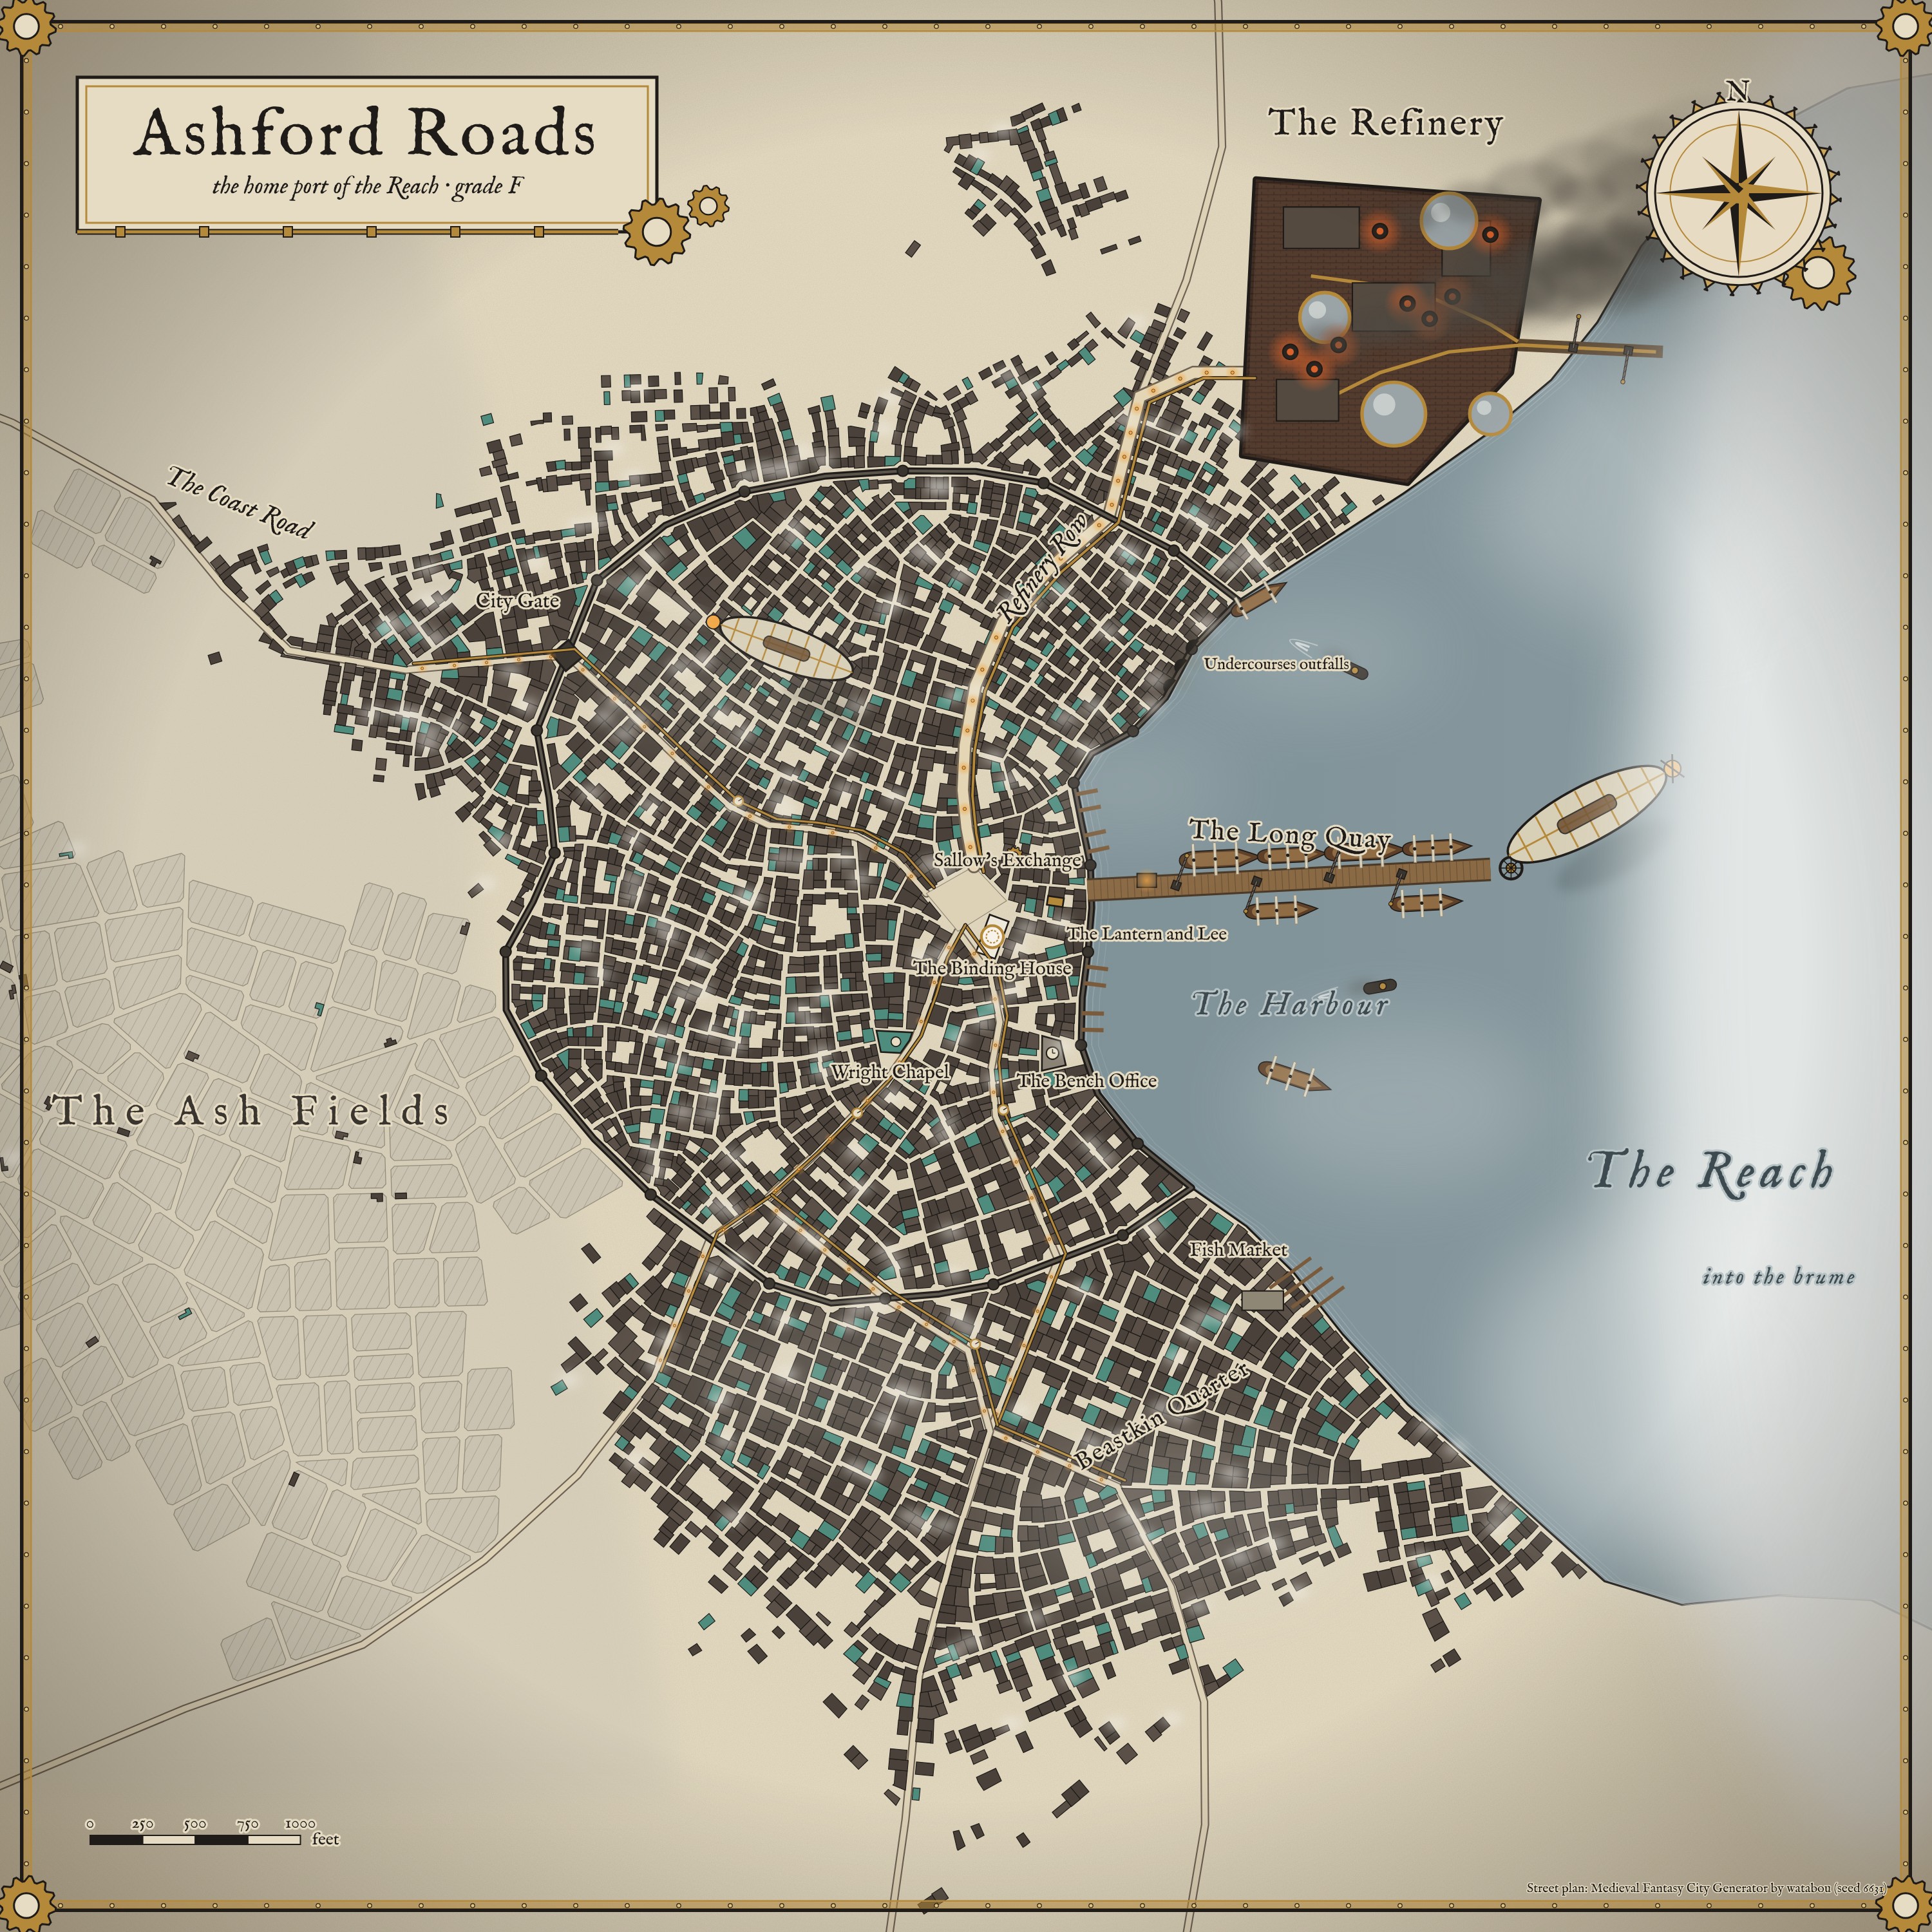 N
Ashford Roads
the home port of the Reach · grade F
The Refinery
The Coast Road
City Gate
Refinery Row
Undercourses outfalls
The Long Quay
Sallow's Exchange
The Lantern and Lee
The Binding House
The Harbour
Wright Chapel
The Bench Office
The Ash Fields
The Reach
Fish Market
into the brume
Beastkin Quarter
0 250 500 750 1000
feet
Street plan: Medieval Fantasy City Generator by watabou (seed 6631)